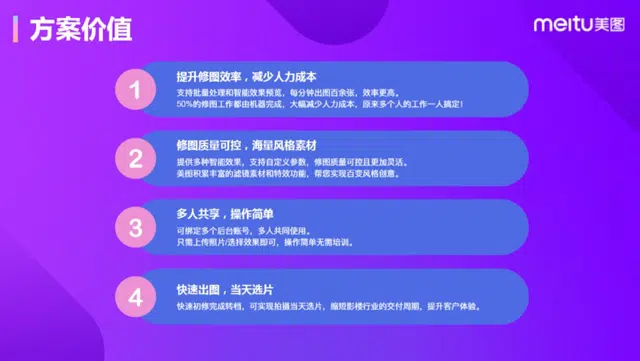 方案价值
meitu美图
1
提升修图效率，减少人力成本
支持批量处理和智能效果预览，每分钟出图百余张，效率更高。
50%的修图工作都由机器完成，大幅减少人力成本，原来多个人的工作一人搞定！
2
修图质量可控，海量风格素材
提供多种智能效果，支持自定义参数，修图质量可控且更加灵活。
美图积累丰富的滤镜素材和特效功能，帮您实现百变风格创意。
3
多人共享，操作简单
可绑定多个后台账号，多人共同使用。
只需上传照片/选择效果即可，操作简单无需培训。
4
快速出图，当天选片
快速初修完成转档，可实现拍摄当天选片，缩短影楼行业的交付周期，提升客户体验。